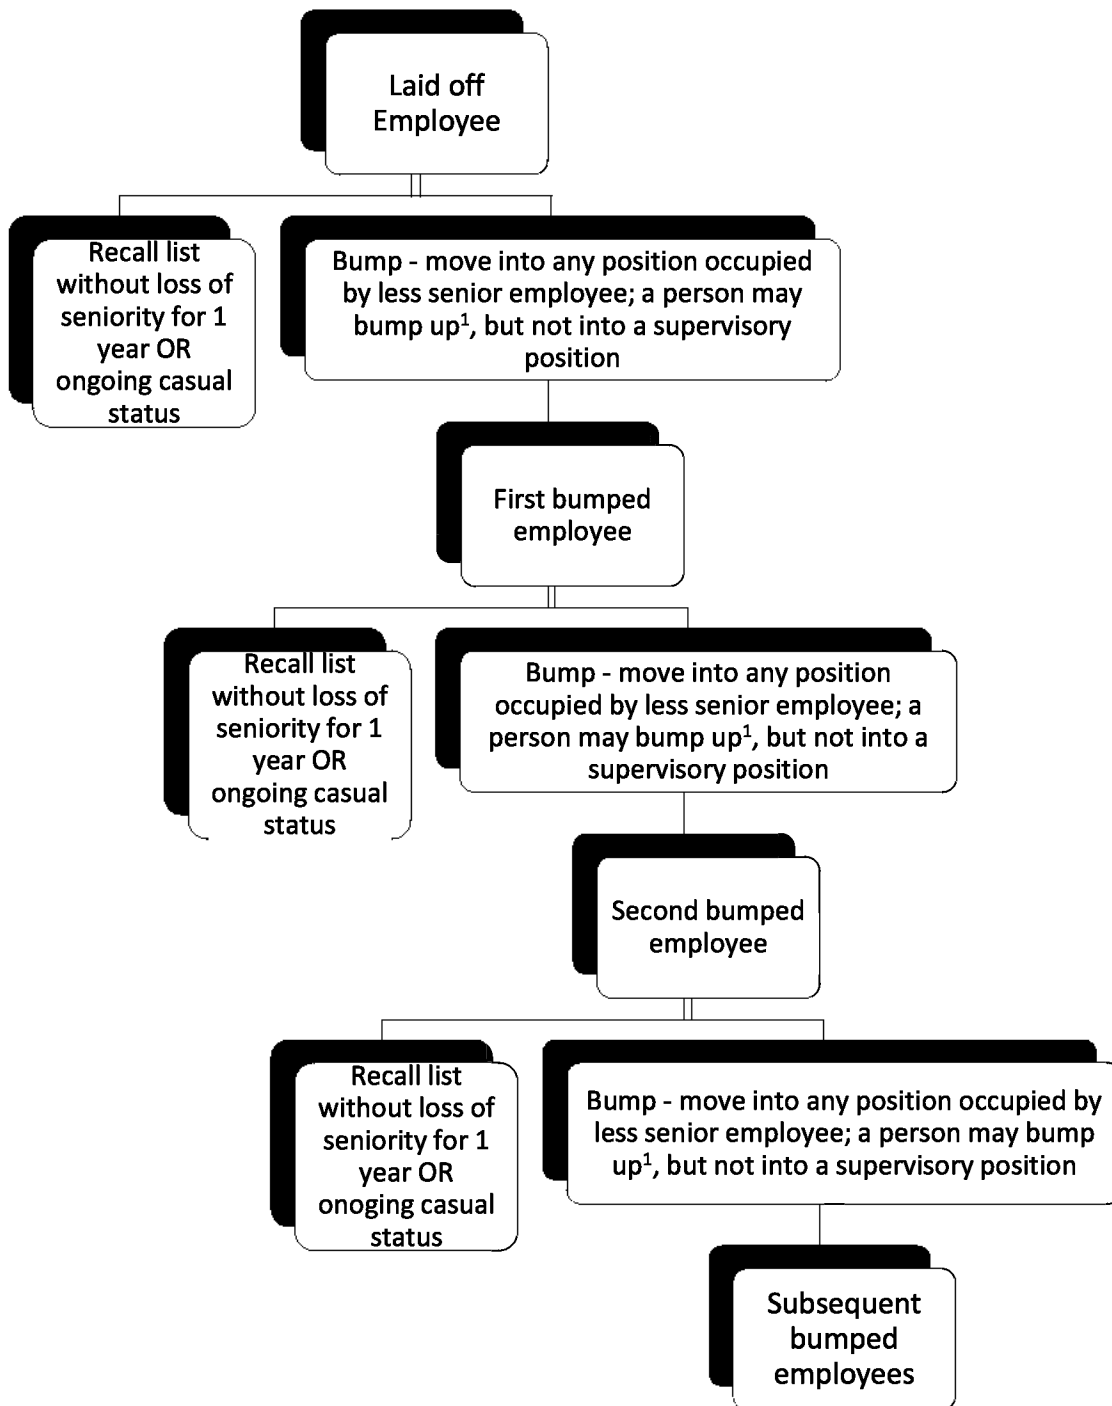 Laid off
Employee
Recall list
without loss of
seniority for 1
year OR
ongoing casual
status
Bump - move into any position occupied
by less senior employee; a person may
bump up¹, but not into a supervisory
position
First bumped
employee
Recall list
without loss of
seniority for 1
year OR
ongoing casual
status
Bump - move into any position
occupied by less senior employee; a
person may bump up¹, but not into a
supervisory position
Second bumped
employee
Recall list
without loss of
seniority for 1
year OR
onoging casual
status
Bump - move into any position occupied by
less senior employee; a person may bump
up¹, but not into a supervisory position
Subsequent
bumped
employees